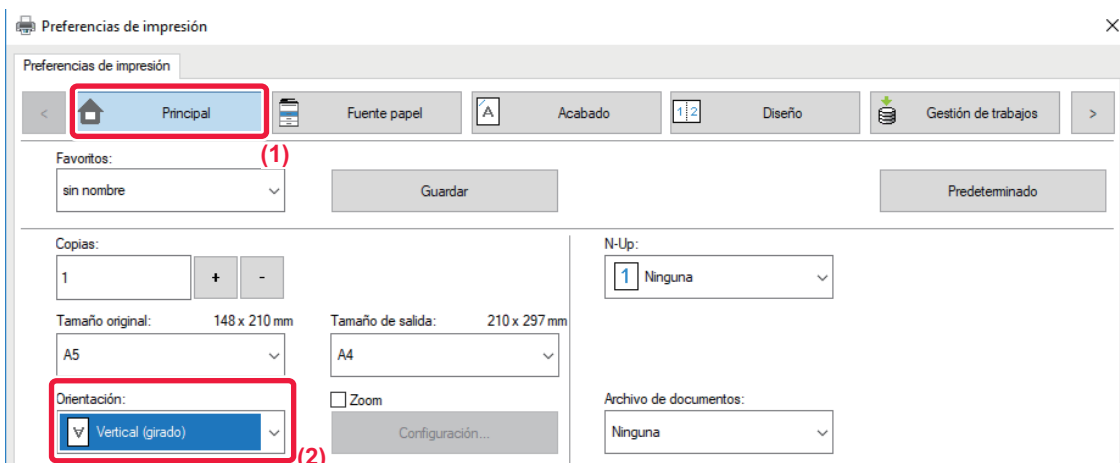 Preferencias de impresión
Preferencias de impresión
< Principal Fuente papel A Acabado 1 2 Diseño Gestión de trabajos >
(1)
Favoritos:
sin nombre Guardar Predeterminado
Copias: N-Up:
1 + - 1 Ninguna
Tamaño original: 148 x 210 mm Tamaño de salida: 210 x 297 mm
A5 A4
Orientación: Zoom Archivo de documentos:
A Vertical (girado) Configuración... Ninguna
(2)